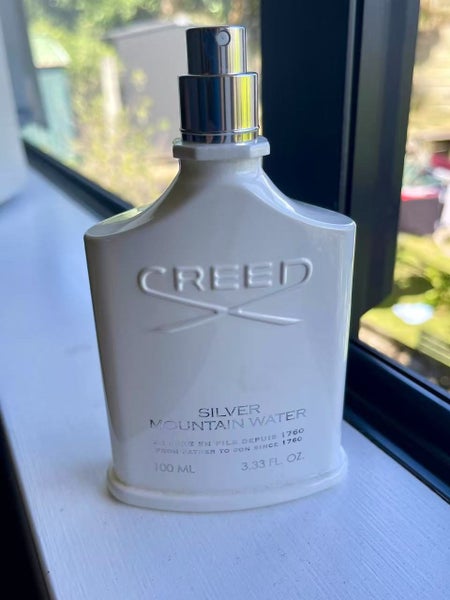 CREED
SILVER
MOUNTAIN WATER
DE PERE EN FILS DEPUIS 1760
FROM FATHER TO SON SINCE 1760
100 ML 3.33 FL. OZ.